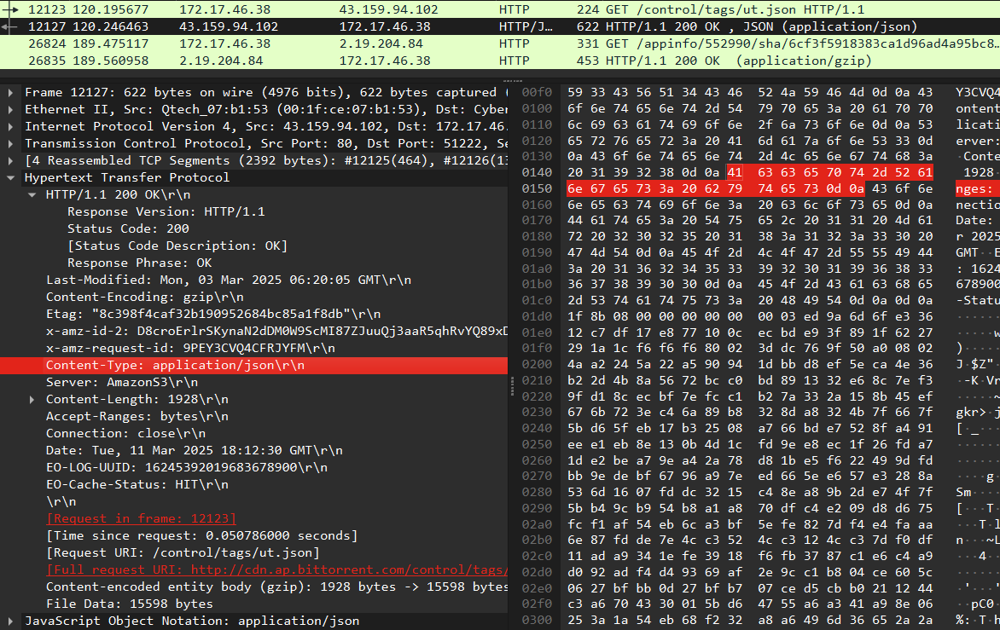 12123 120.195677 172.17.46.38 43.159.94.102 HTTP 224 GET /control/tags/ut.json HTTP/1.1
12127 120.246463 43.159.94.102 172.17.46.38 HTTP/J… 622 HTTP/1.1 200 OK , JSON (application/json)
26824 189.475117 172.17.46.38 2.19.204.84 HTTP 331 GET /appinfo/552990/sha/6cf3f5918383ca1d96ad4a95bc8…
26835 189.560958 2.19.204.84 172.17.46.38 HTTP 453 HTTP/1.1 200 OK (application/gzip)
Frame 12127: 622 bytes on wire (4976 bits), 622 bytes captured (
Ethernet II, Src: Qtech_07:b1:53 (00:1f:ce:07:b1:53), Dst: Cyber
Internet Protocol Version 4, Src: 43.159.94.102, Dst: 172.17.46.
Transmission Control Protocol, Src Port: 80, Dst Port: 51222, Se
[4 Reassembled TCP Segments (2392 bytes): #12125(464), #12126(13
Hypertext Transfer Protocol
HTTP/1.1 200 OK\r\n
Response Version: HTTP/1.1
Status Code: 200
[Status Code Description: OK]
Response Phrase: OK
Last-Modified: Mon, 03 Mar 2025 06:20:05 GMT\r\n
Content-Encoding: gzip\r\n
Etag: "8c398f4caf32b190952684bc85a1f8db"\r\n
x-amz-id-2: D8croErlrSKynaN2dDM0W9ScMI87ZJuuQj3aaR5qhRvYQ89xD
x-amz-request-id: 9PEY3CVQ4CFRJYFM\r\n
Content-Type: application/json\r\n
Server: AmazonS3\r\n
Content-Length: 1928\r\n
Accept-Ranges: bytes\r\n
Connection: close\r\n
Date: Tue, 11 Mar 2025 18:12:30 GMT\r\n
EO-LOG-UUID: 16245392019683678900\r\n
EO-Cache-Status: HIT\r\n
\r\n
[Request in frame: 12123]
[Time since request: 0.050786000 seconds]
[Request URI: /control/tags/ut.json]
[Full request URI: http://cdn.ap.bittorrent.com/control/tags/
Content-encoded entity body (gzip): 1928 bytes -> 15598 bytes
File Data: 15598 bytes
JavaScript Object Notation: application/json
00f0 59 33 43 56 51 34 43 46 52 4a 59 46 4d 0d 0a 43 Y3CVQ4
0100 6f 6e 74 65 6e 74 2d 54 79 70 65 3a 20 61 70 70 ontent
0110 6c 69 63 61 74 69 6f 6e 2f 6a 73 6f 6e 0d 0a 53 licati
0120 65 72 76 65 72 3a 20 41 6d 61 7a 6f 6e 53 33 0d erver:
0130 0a 43 6f 6e 74 65 6e 74 2d 4c 65 6e 67 74 68 3a ·Conte
0140 20 31 39 32 38 0d 0a 41 63 63 65 70 74 2d 52 61 1928·
0150 6e 67 65 73 3a 20 62 79 74 65 73 0d 0a 43 6f 6e nges:
0160 6e 65 63 74 69 6f 6e 3a 20 63 6c 6f 73 65 0d 0a nectio
0170 44 61 74 65 3a 20 54 75 65 2c 20 31 31 20 4d 61 Date:
0180 72 20 32 30 32 35 20 31 38 3a 31 32 3a 33 30 20 r 2025
0190 47 4d 54 0d 0a 45 4f 2d 4c 4f 47 2d 55 55 49 44 GMT··E
01a0 3a 20 31 36 32 34 35 33 39 32 30 31 39 36 38 33 : 1624
01b0 36 37 38 39 30 30 0d 0a 45 4f 2d 43 61 63 68 65 678900
01c0 2d 53 74 61 74 75 73 3a 20 48 49 54 0d 0a 0d 0a -Statu
01d0 1f 8b 08 00 00 00 00 00 00 03 ed 9a 6d 6f e3 36 ······
01e0 12 c7 df 17 e8 77 10 0c ec bd e9 3f 89 1f 62 27 ·····w
01f0 29 1a 1c f6 f6 f6 80 02 3d dc 76 9f 50 a0 08 02 )·····
0200 4a a2 24 5a 22 a5 90 94 1d bb d8 ef 5e ca 4e 36 J·$Z"·
0210 b2 2d 4b 8a 56 72 bc c0 bd 89 13 32 e6 8c 7e f3 ·-K·Vr
0220 9f d1 8c ec bf 7e fc c1 b2 7a 33 2a 15 8b 45 ef ·····~
0230 67 6b 72 3e c4 6a 89 b8 32 8d a8 32 4b 7f 66 7f gkr>·j
0240 5b d6 5f eb 17 b3 25 08 a7 66 bd e7 52 8f a4 91 [·_···
0250 ee e1 eb 8e 13 0b 4d 1c fd 9e e8 ec 1f 26 fd a7 ······
0260 1d e2 be a7 9e a4 2a 78 d8 1b e5 f6 22 49 9d fd ······
0270 bb 9e de bf 67 96 a9 7e ed 66 5e e6 57 e3 28 8a ····g·
0280 53 6d 16 07 fd dc 32 15 c4 8e a8 9b 2d e7 4f 7f Sm····
0290 5b b4 9c b9 54 b8 a1 a8 70 df c4 e2 09 d8 d6 75 [···T·
02a0 fc f1 af 54 eb 6c a3 bf 5e fe 82 7d f4 e4 fa aa ···T·l
02b0 6e 87 fd de 7e 4c c3 52 4c c3 12 4c c3 7d f0 df n···~L
02c0 11 ad a9 34 1e fe 39 18 f6 fb 37 87 c1 e6 c4 a9 ···4··
02d0 d0 92 ad f4 d4 93 69 af 2e 9c c1 b8 04 ce 60 5c ······
02e0 06 27 bf bb 0d 27 bf b7 07 ce d5 cb b0 21 12 44 ·'···'
02f0 c3 a6 70 43 30 01 5b d6 47 55 a6 a3 41 a9 8e 06 ··pC0·
0300 25 3a 1a 54 eb 68 f2 32 a8 a6 49 6d 36 65 2a 2a %:·T·h